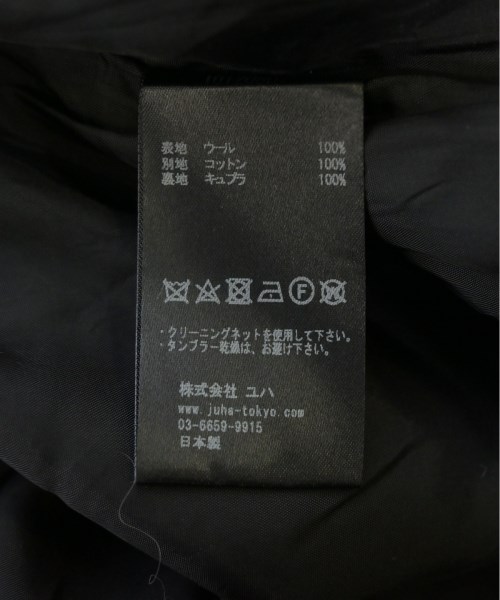 表地 ウール 100%
別地 コットン 100%
裏地 キュプラ 100%
F W
・クリーニングネットを使用して下さい。
・タンブラー乾燥は、お避け下さい。
株式会社 ユハ
www.juha-tokyo.com
03-6659-9915
日本製